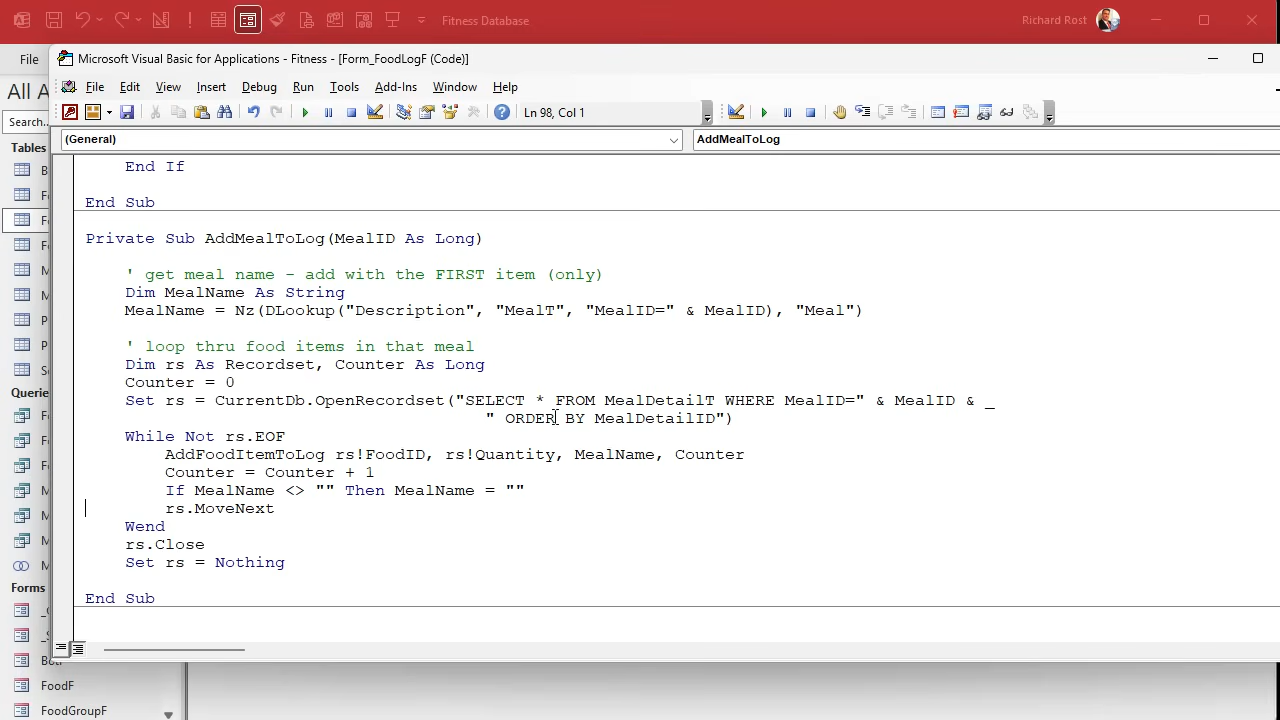 Fitness Database
Richard Rost
File
Microsoft Visual Basic for Applications - Fitness - [Form_FoodLogF (Code)]
File Edit View Insert Debug Run Tools Add-Ins Window Help
All A
Ln 98, Col 1
Search..
(General)
AddMealToLog
Tables
End If
End Sub
Private Sub AddMealToLog(MealID As Long)
' get meal name - add with the FIRST item (only)
Dim MealName As String
MealName = Nz(DLookup("Description", "MealT", "MealID=" & MealID), "Meal")
' loop thru food items in that meal
Dim rs As Recordset, Counter As Long
Counter = 0
Set rs = CurrentDb.OpenRecordset("SELECT * FROM MealDetailT WHERE MealID=" & MealID & _
" ORDER BY MealDetailID")
While Not rs.EOF
AddFoodItemToLog rs!FoodID, rs!Quantity, MealName, Counter
Counter = Counter + 1
If MealName <> "" Then MealName = ""
rs.MoveNext
Wend
rs.Close
Set rs = Nothing
End Sub
Querie
Forms
FoodF
FoodGroupF